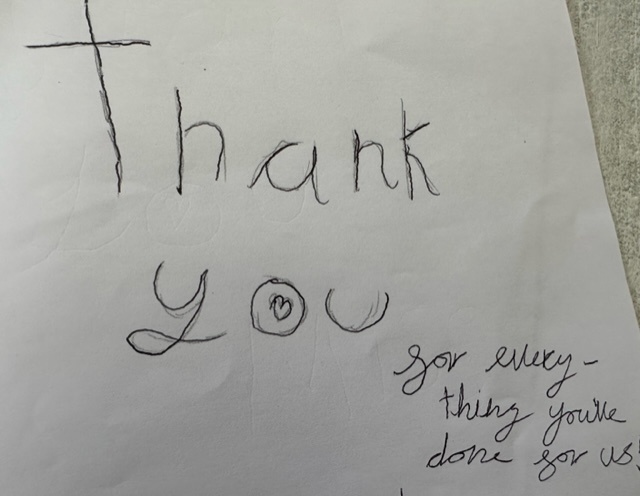 Thank
you
for every-
thing you've
done for us!